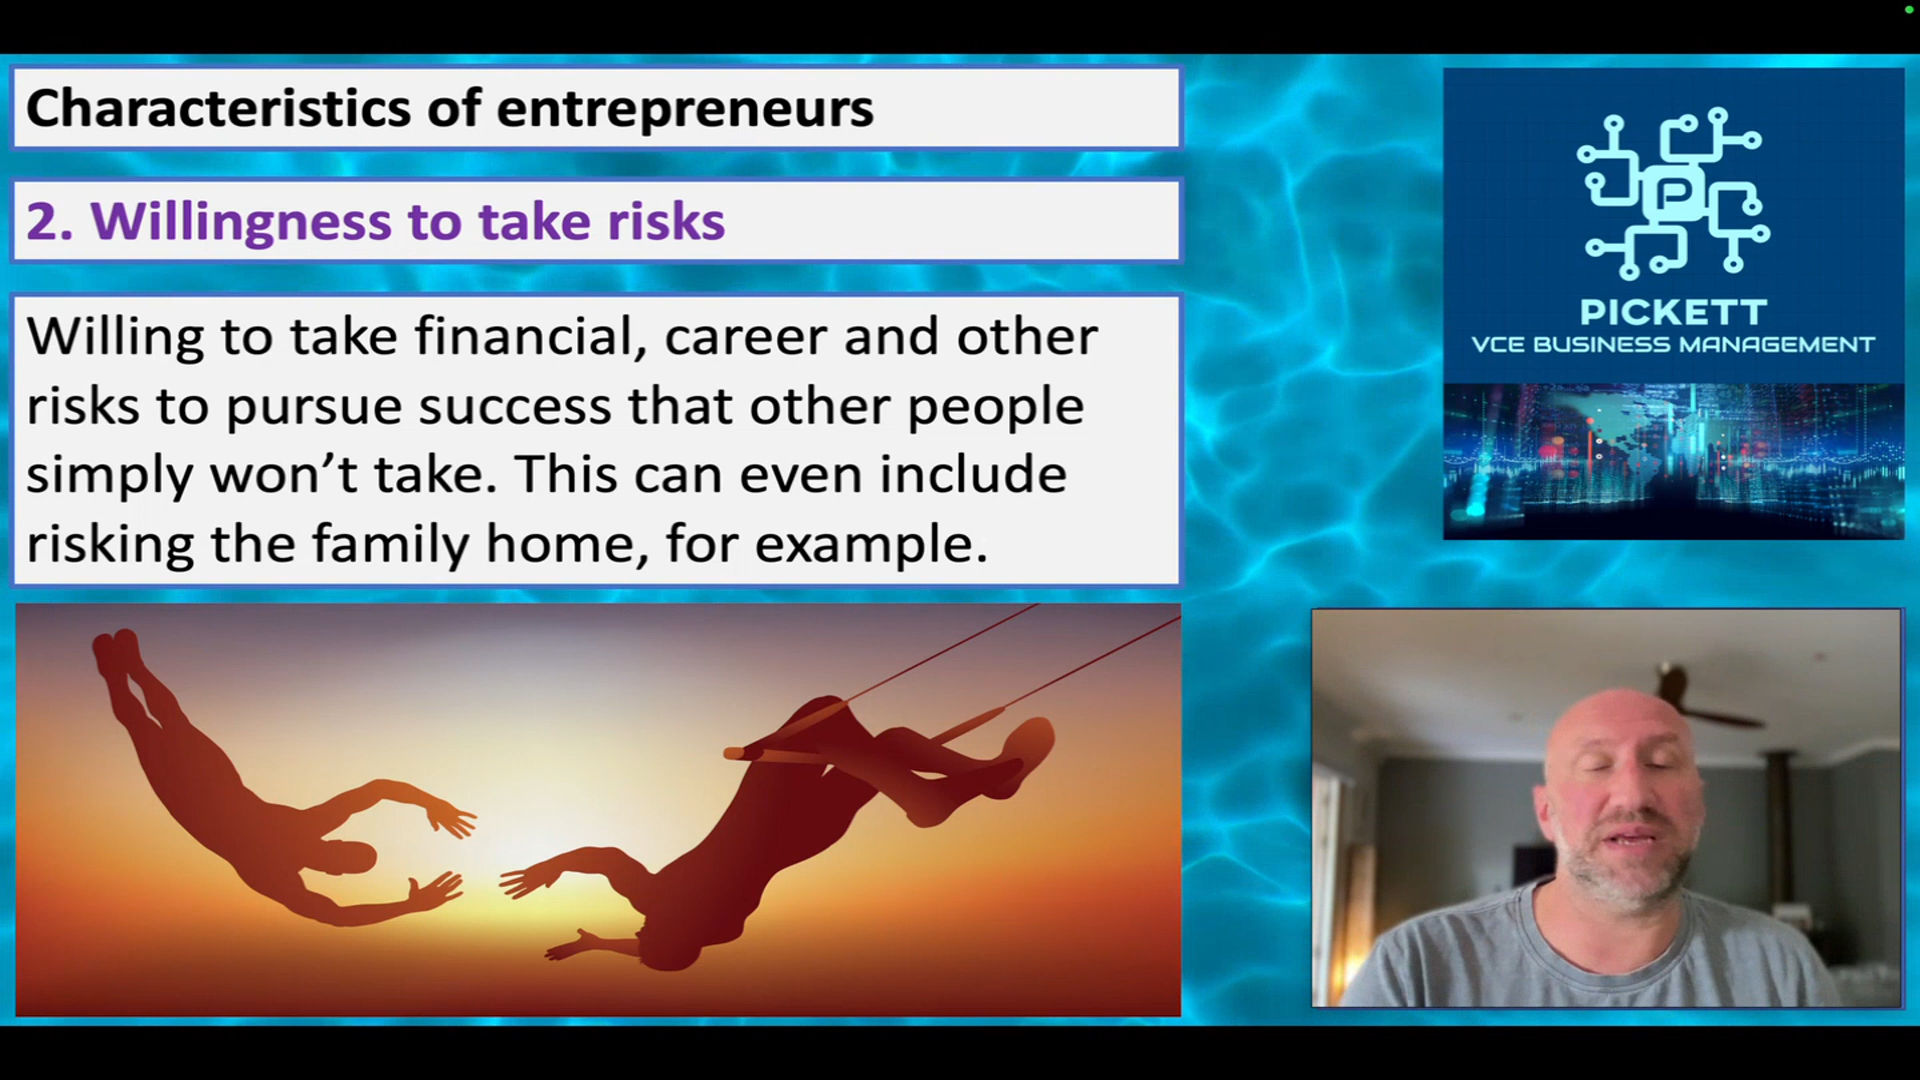 Characteristics of entrepreneurs
2. Willingness to take risks
Willing to take financial, career and other
risks to pursue success that other people
simply won’t take. This can even include
risking the family home, for example.
P
PICKETT
VCE BUSINESS MANAGEMENT